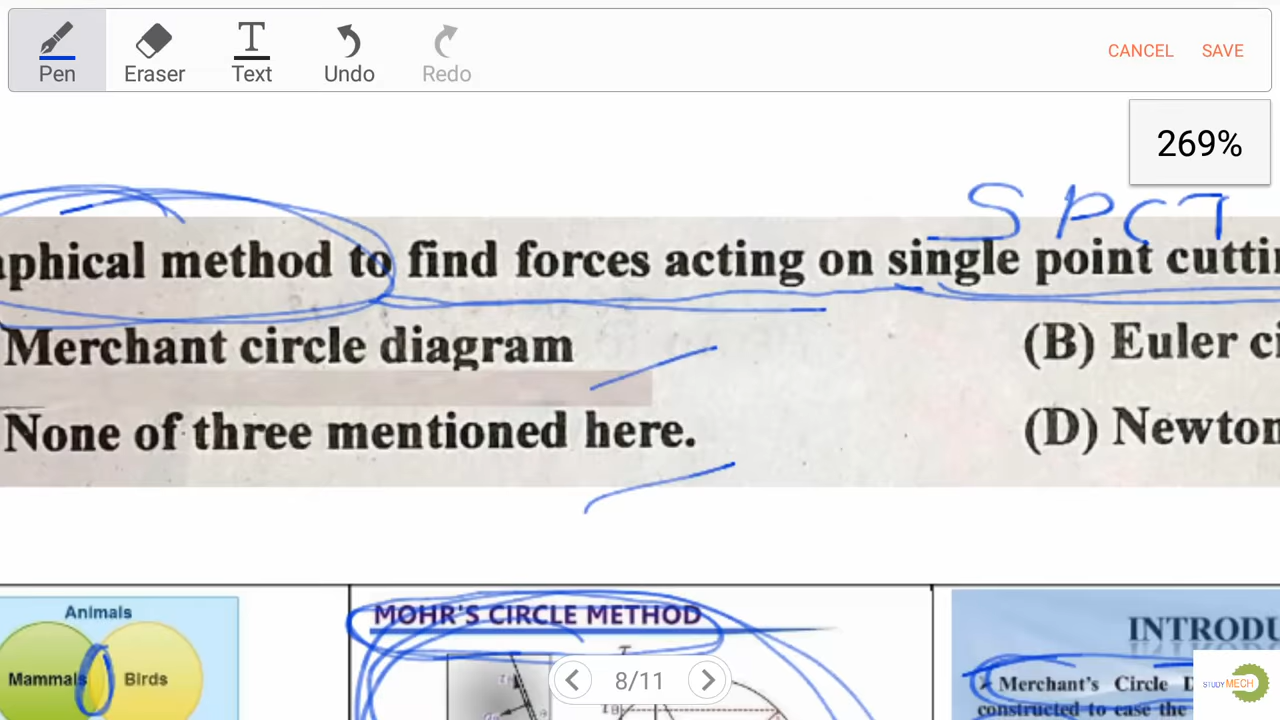 Pen
Eraser
Text
Undo
Redo
CANCEL
SAVE
269%
SPCT
aphical method to find forces acting on single point cuttin
Merchant circle diagram
(B) Euler ci
None of three mentioned here.
(D) Newton
Animals
Mammals
Birds
MOHR'S CIRCLE METHOD
INTRODU
Merchant's Circle D
constructed to ease the
8/11
STUDY MECH